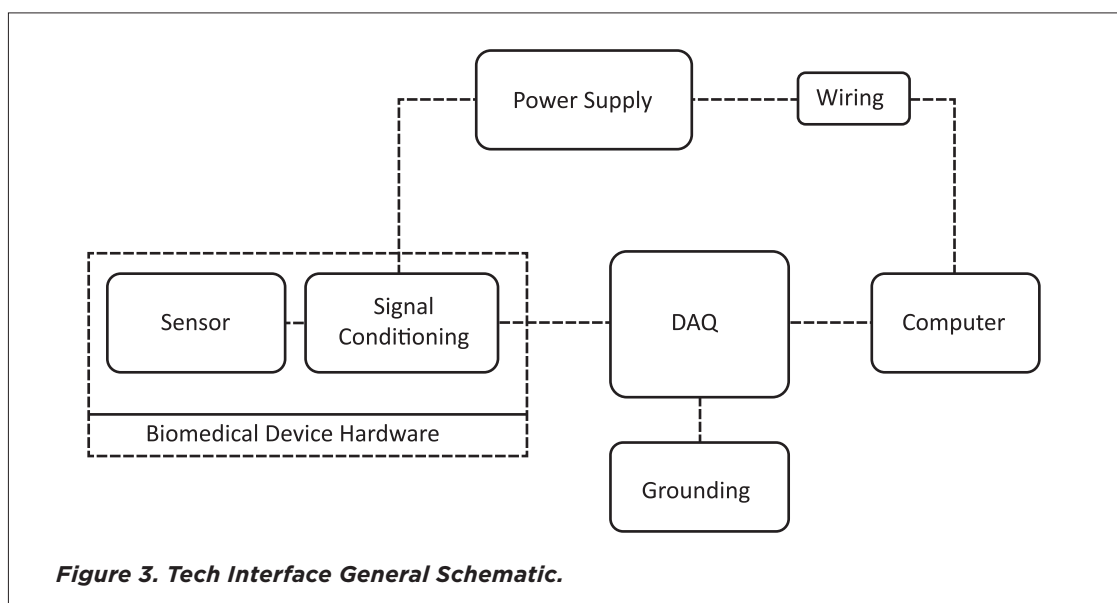 Power Supply
Wiring
Sensor
Signal
Conditioning
DAQ
Computer
Biomedical Device Hardware
Grounding
Figure 3. Tech Interface General Schematic.